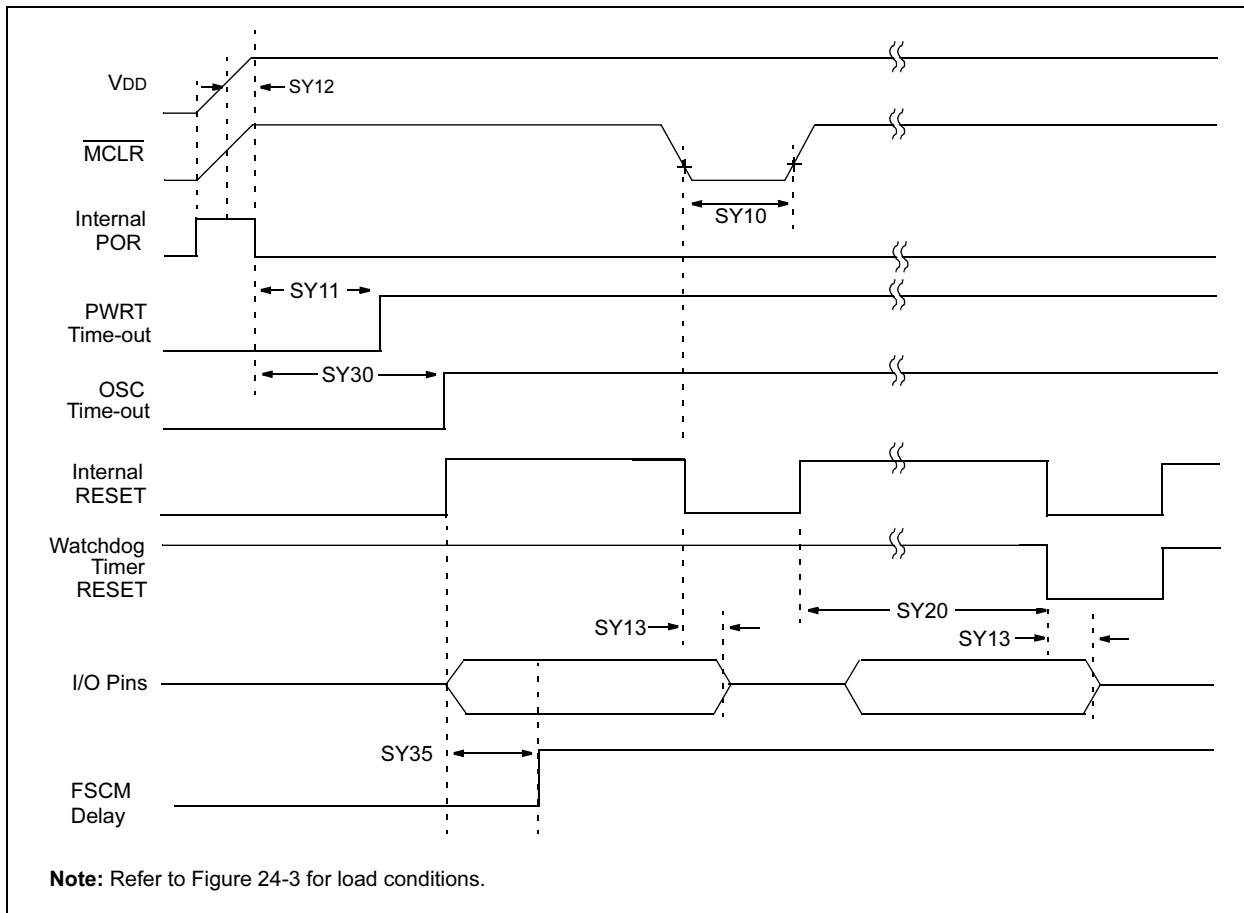 VDD
SY12
MCLR
SY10
Internal
POR
SY11
PWRT
Time-out
SY30
OSC
Time-out
Internal
RESET
Watchdog
Timer
RESET
SY20
SY13
SY13
I/O Pins
SY35
FSCM
Delay
Note: Refer to Figure 24-3 for load conditions.